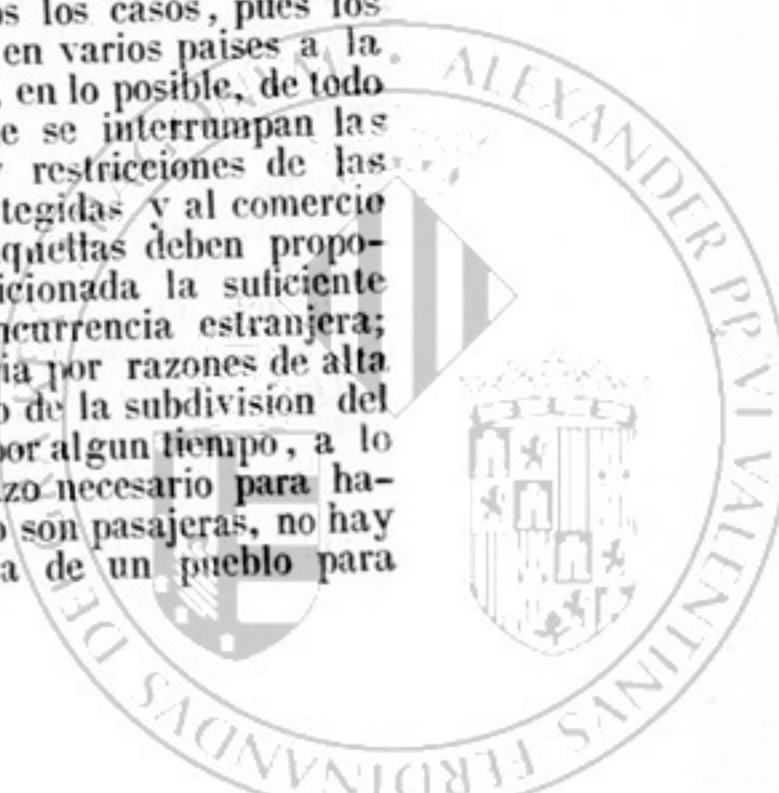 os los casos, pues los
en varios paises a la
, en lo posible, de todo
e se interrumpan las
restricciones de las
tegidas y al comercio
quellas deben propo-
icionada la suficiente
ncurrencia estranjera;
ia por razones de alta
o de la subdivision del
por algun tiempo, a lo
zo necesario para ha-
o son pasajeras, no hay
a de un pueblo para
ALEXANDER PP VI VALENTINVS FERDINANDVS DEI